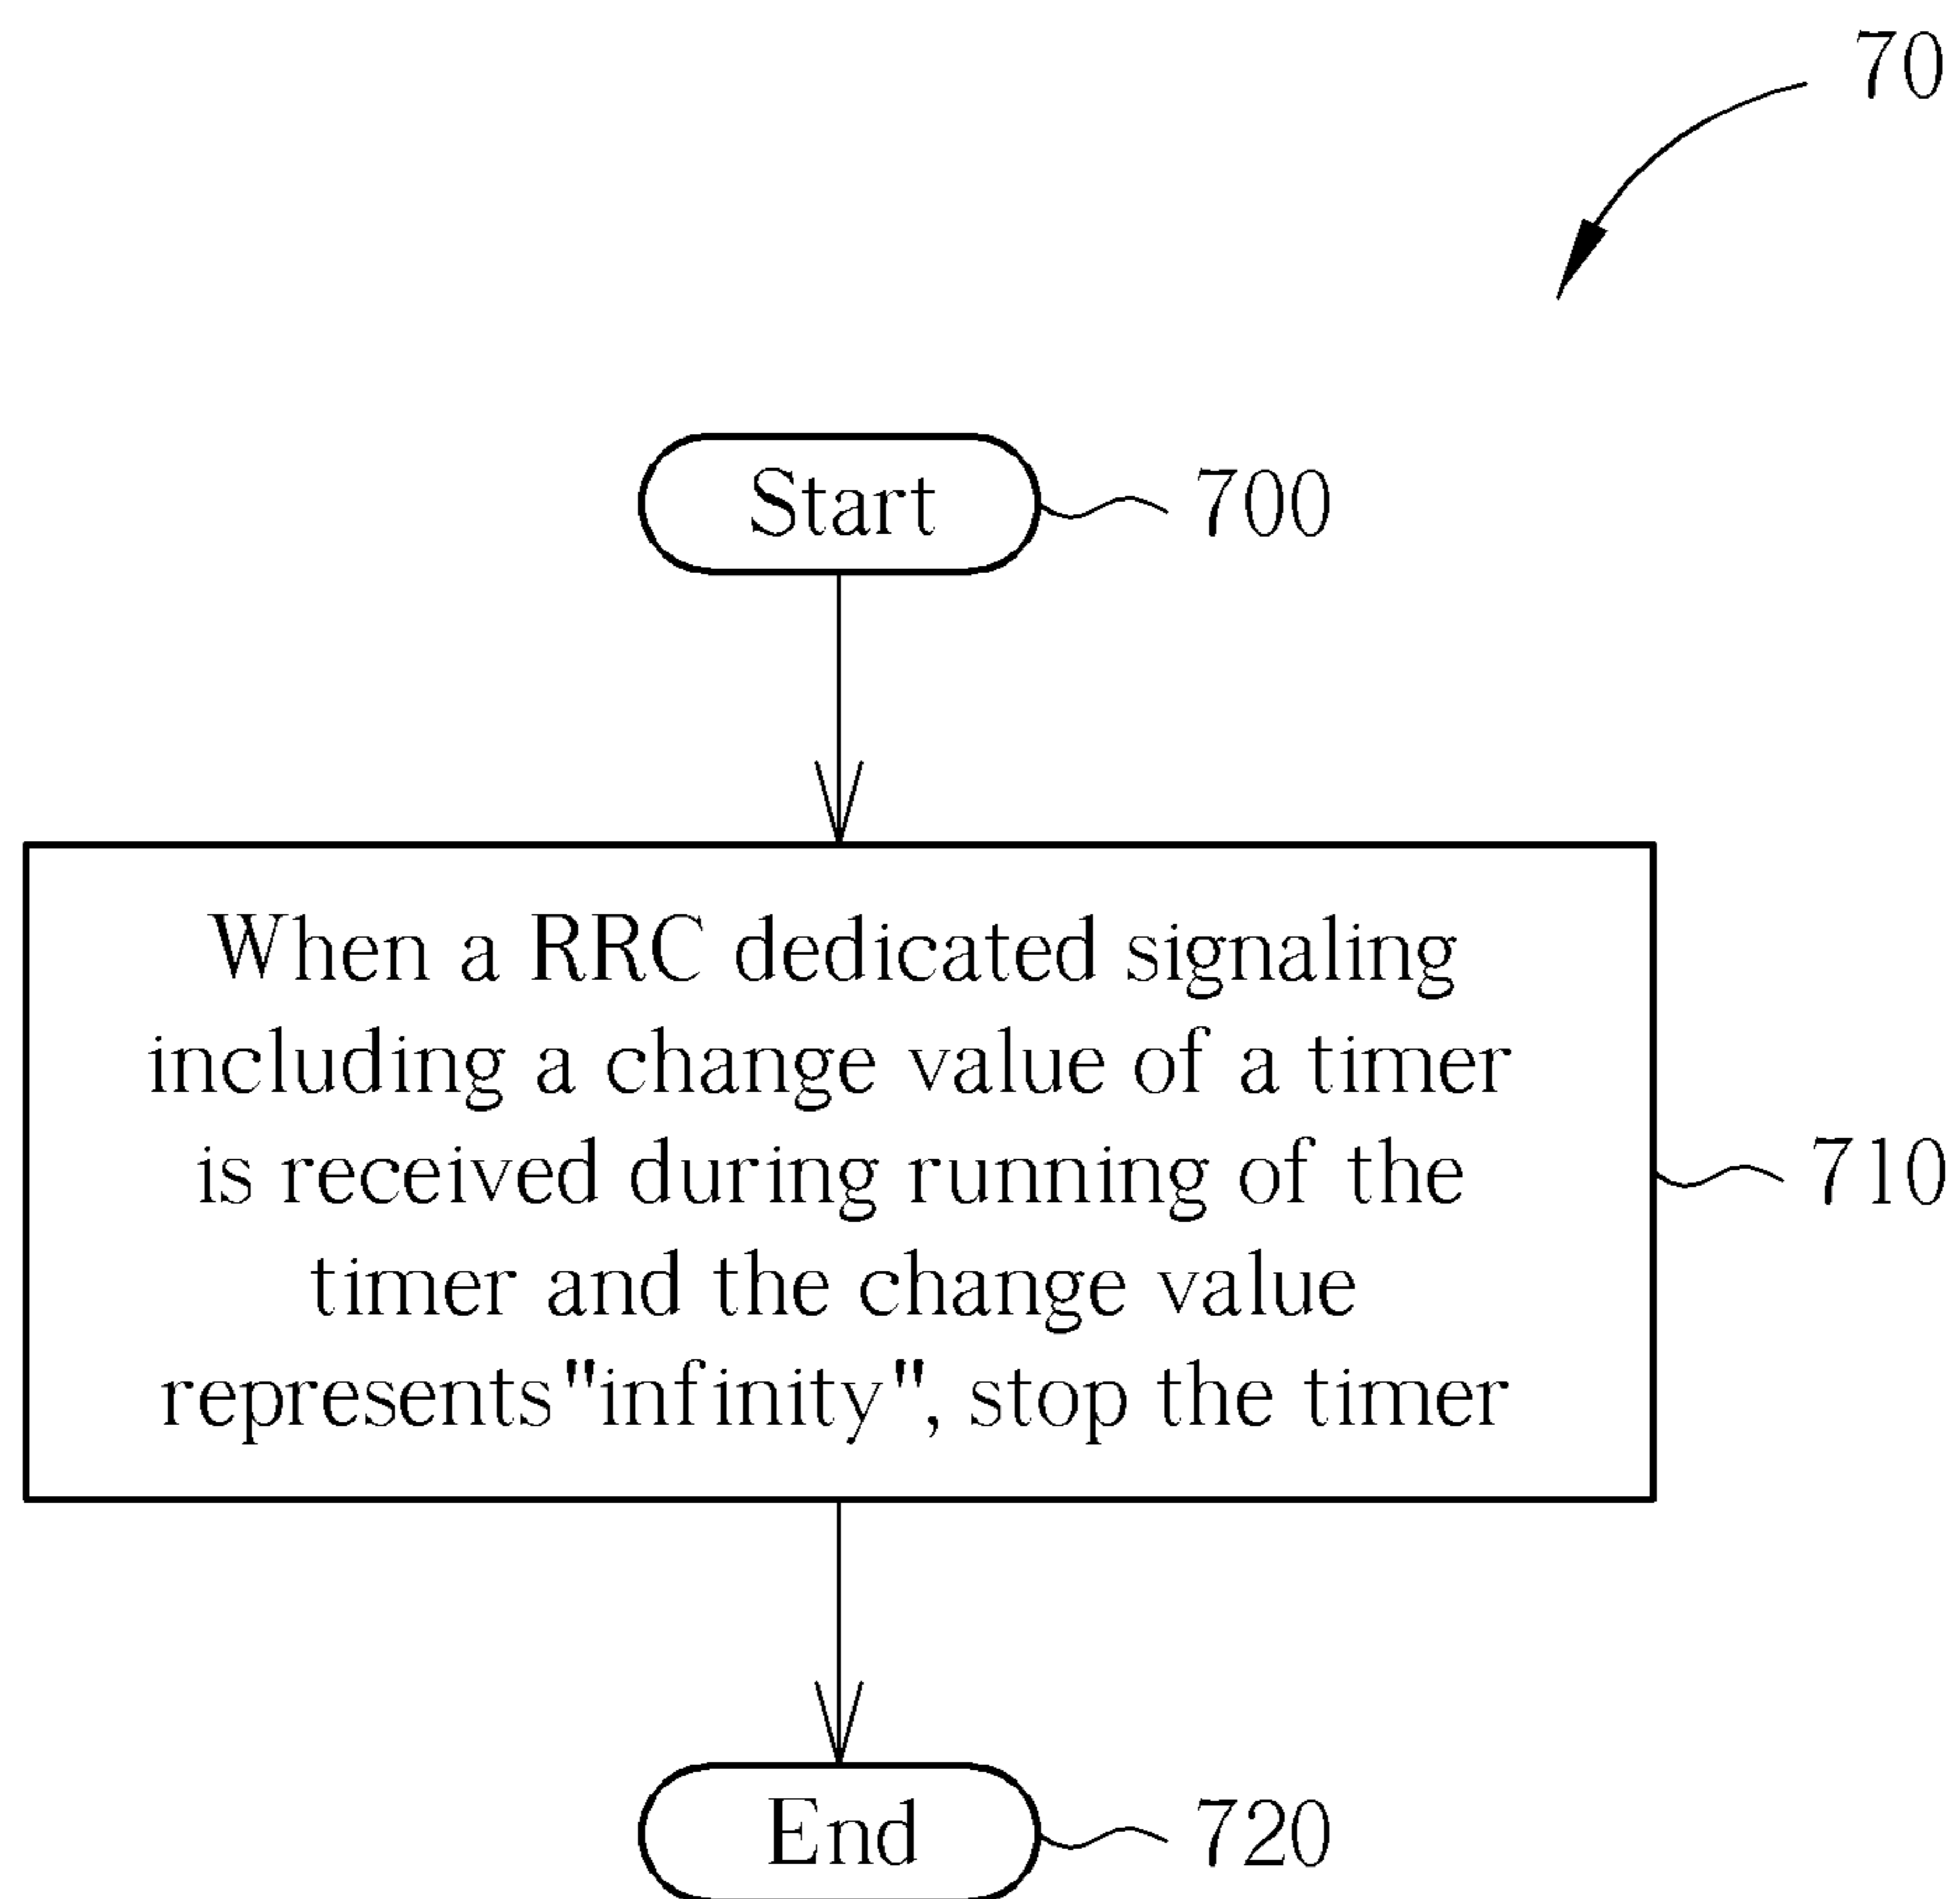 70
Start
700
When a RRC dedicated signaling
including a change value of a timer
is received during running of the
timer and the change value
represents"infinity", stop the timer
710
End
720